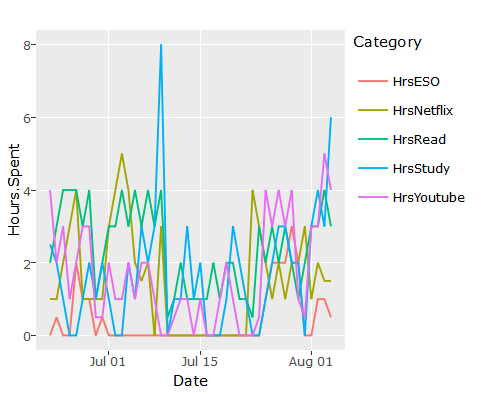 Category
HrsESO
HrsNetflix
HrsRead
HrsStudy
HrsYoutube
Hours.Spent
8
6
4
2
0
Jul 01
Jul 15
Aug 01
Date